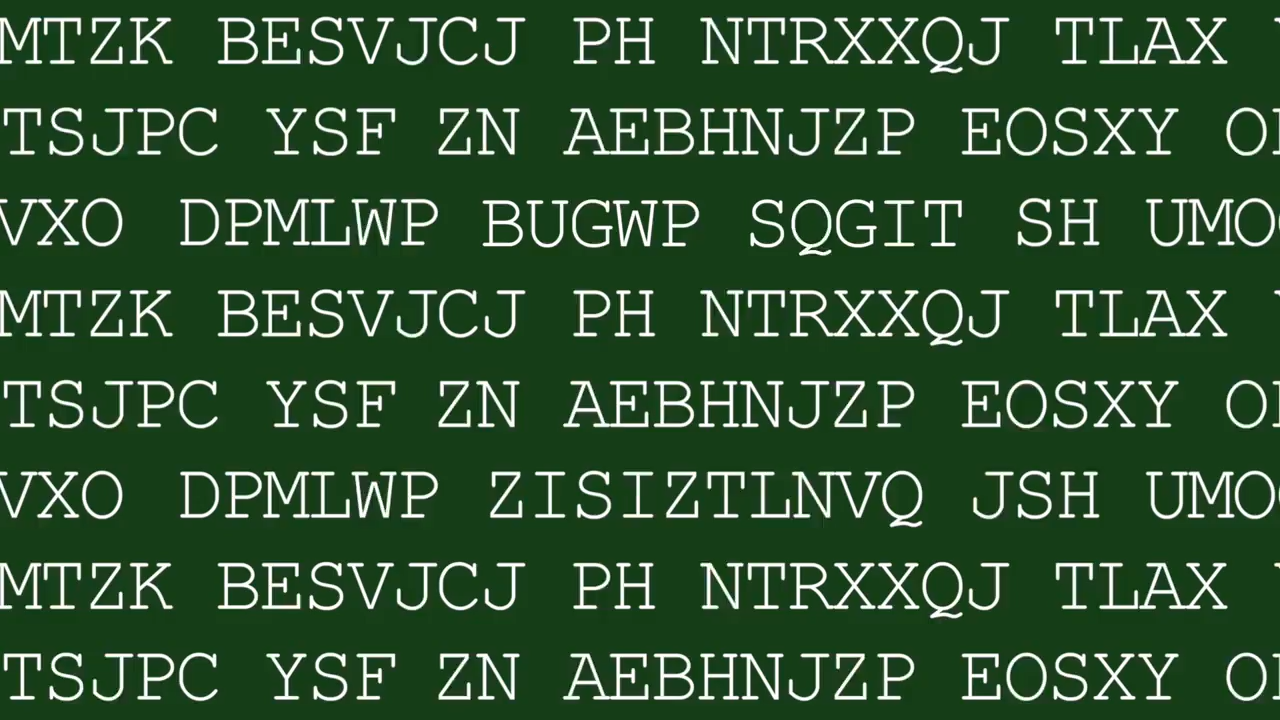 MTZK BESVJCJ PH NTRXXQJ TLAX
TSJPC YSF ZN AEBHNJZP EOSXY
VXO DPMLWP BUGWP SQGIT SH UMO
MTZK BESVJCJ PH NTRXXQJ TLAX
TSJPC YSF ZN AEBHNJZP EOSXY
VXO DPMLWP ZISIZTLNVQ JSH UMO
MTZK BESVJCJ PH NTRXXQJ TLAX
TSJPC YSF ZN AEBHNJZP EOSXY